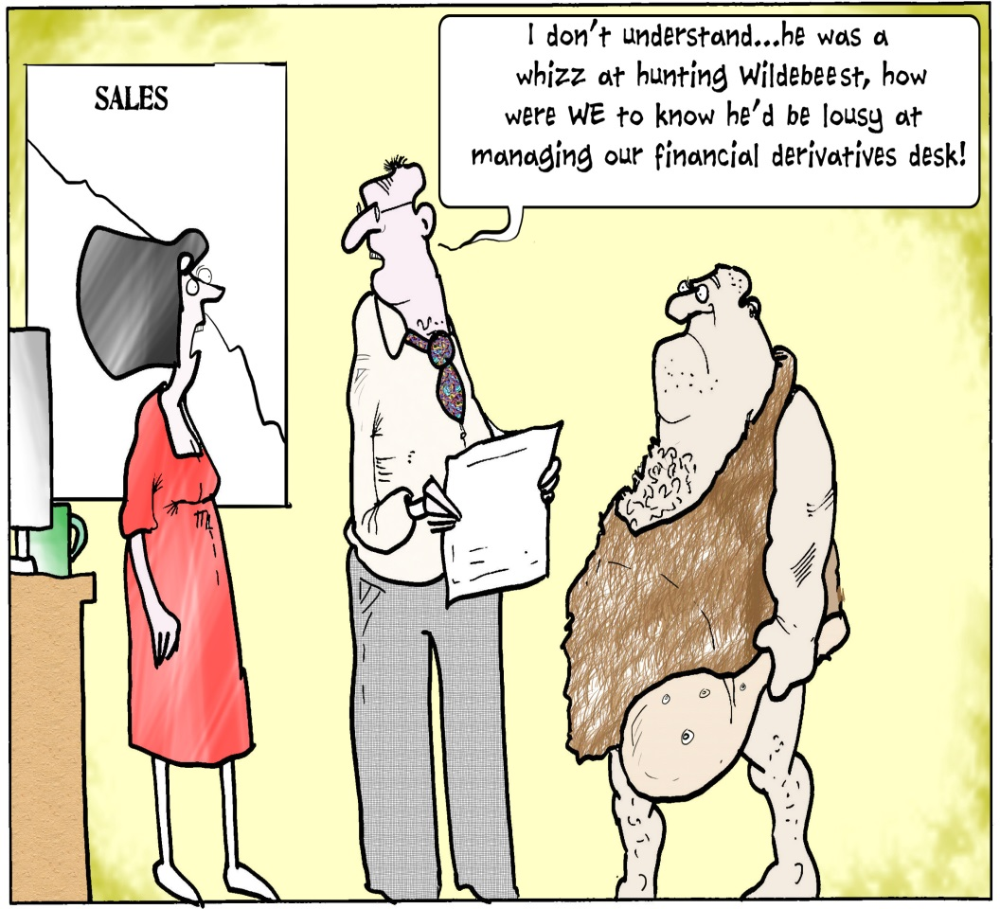 SALES
I don't understand...he was a
whizz at hunting Wildebeest, how
were WE to know he'd be lousy at
managing our financial derivatives desk!